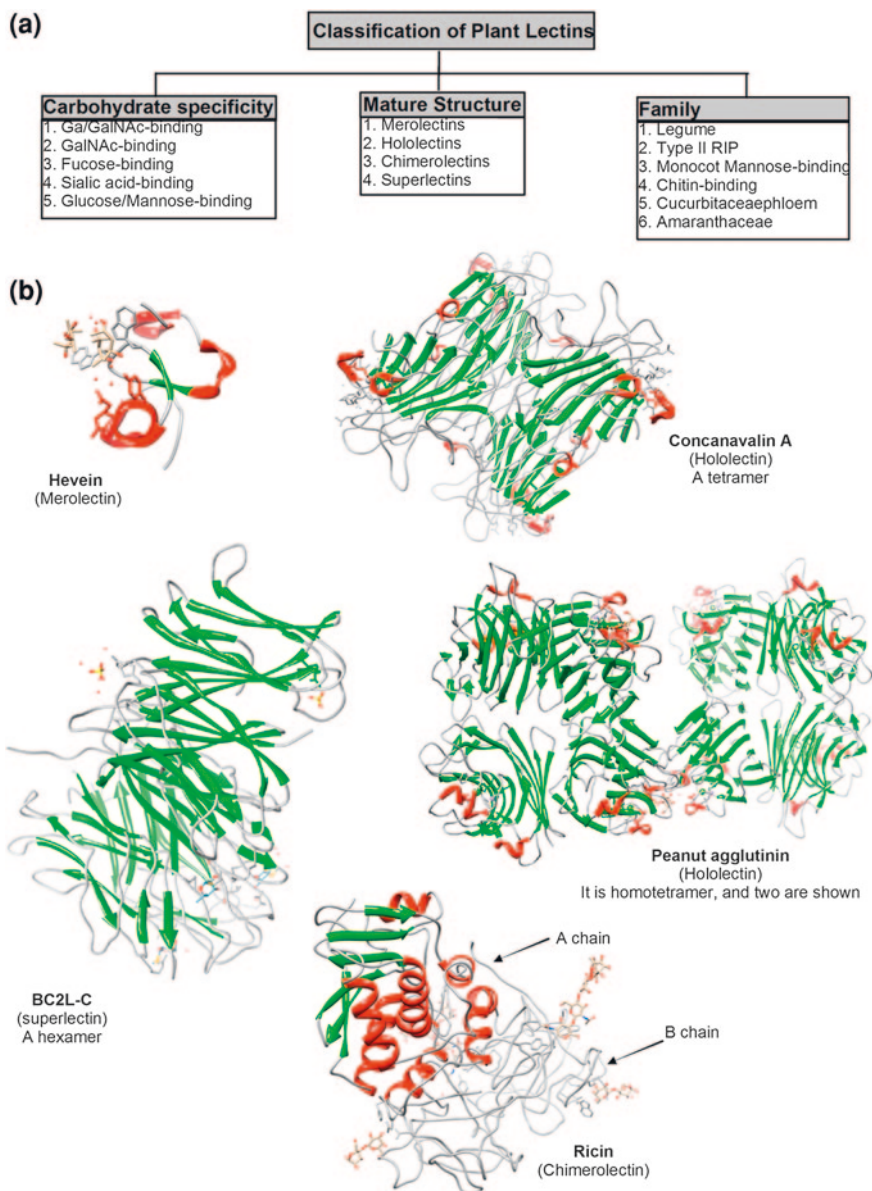 (a)
Classification of Plant Lectins
Carbohydrate specificity
1. Ga/GalNAc-binding
2. GalNAc-binding
3. Fucose-binding
4. Sialic acid-binding
5. Glucose/Mannose-binding
Mature Structure
1. Merolectins
2. Hololectins
3. Chimerolectins
4. Superlectins
Family
1. Legume
2. Type II RIP
3. Monocot Mannose-binding
4. Chitin-binding
5. Cucurbitaceaephloem
6. Amaranthaceae
(b)
Hevein
(Merolectin)
Concanavalin A
(Hololectin)
A tetramer
BC2L-C
(superlectin)
A hexamer
Peanut agglutinin
(Hololectin)
It is homotetramer, and two are shown
A chain
B chain
Ricin
(Chimerolectin)